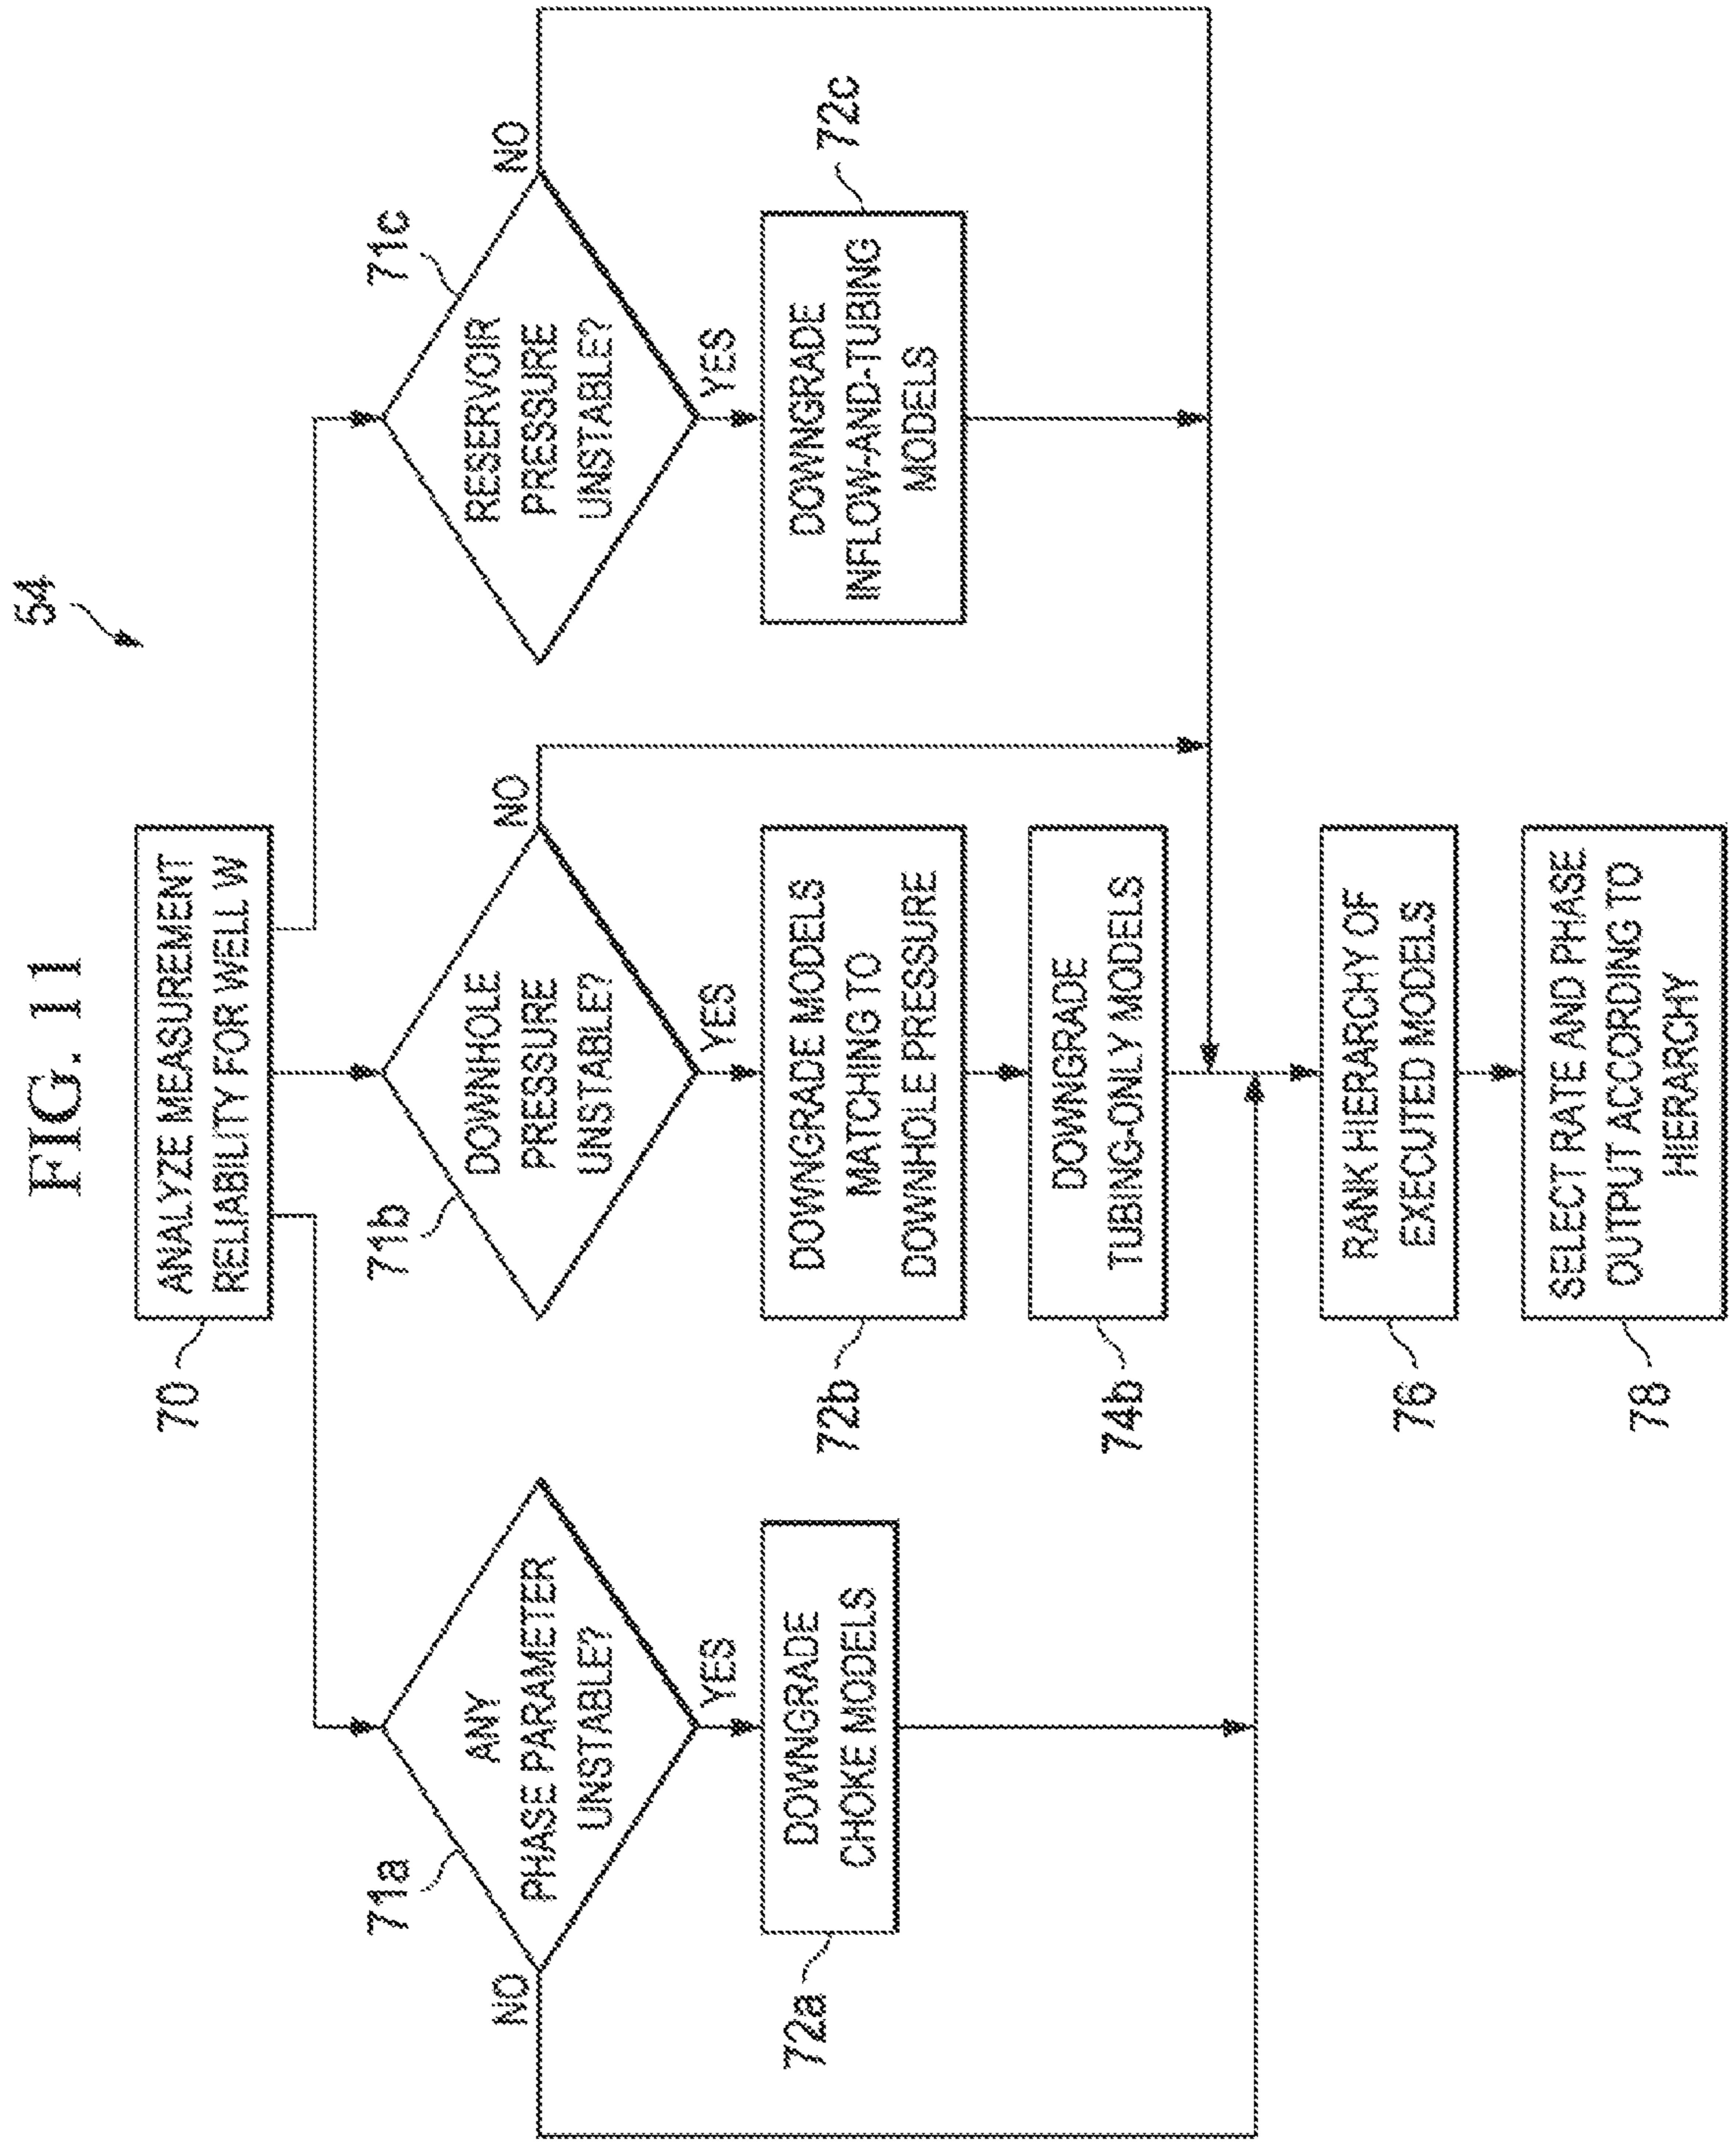 FIG. 11
54
70
ANALYZE MEASUREMENT
RELIABILITY FOR WELL W
71a
ANY
PHASE PARAMETER
UNSTABLE?
NO
YES
71b
DOWNHOLE
PRESSURE
UNSTABLE?
NO
YES
71c
RESERVOIR
PRESSURE
UNSTABLE?
NO
YES
72a
DOWNGRADE
CHOKE MODELS
72b
DOWNGRADE MODELS
MATCHING TO
DOWNHOLE PRESSURE
72c
DOWNGRADE
INFLOW-AND-TUBING
MODELS
74b
DOWNGRADE
TUBING-ONLY MODELS
76
RANK HIERARCHY OF
EXECUTED MODELS
78
SELECT RATE AND PHASE
OUTPUT ACCORDING TO
HIERARCHY